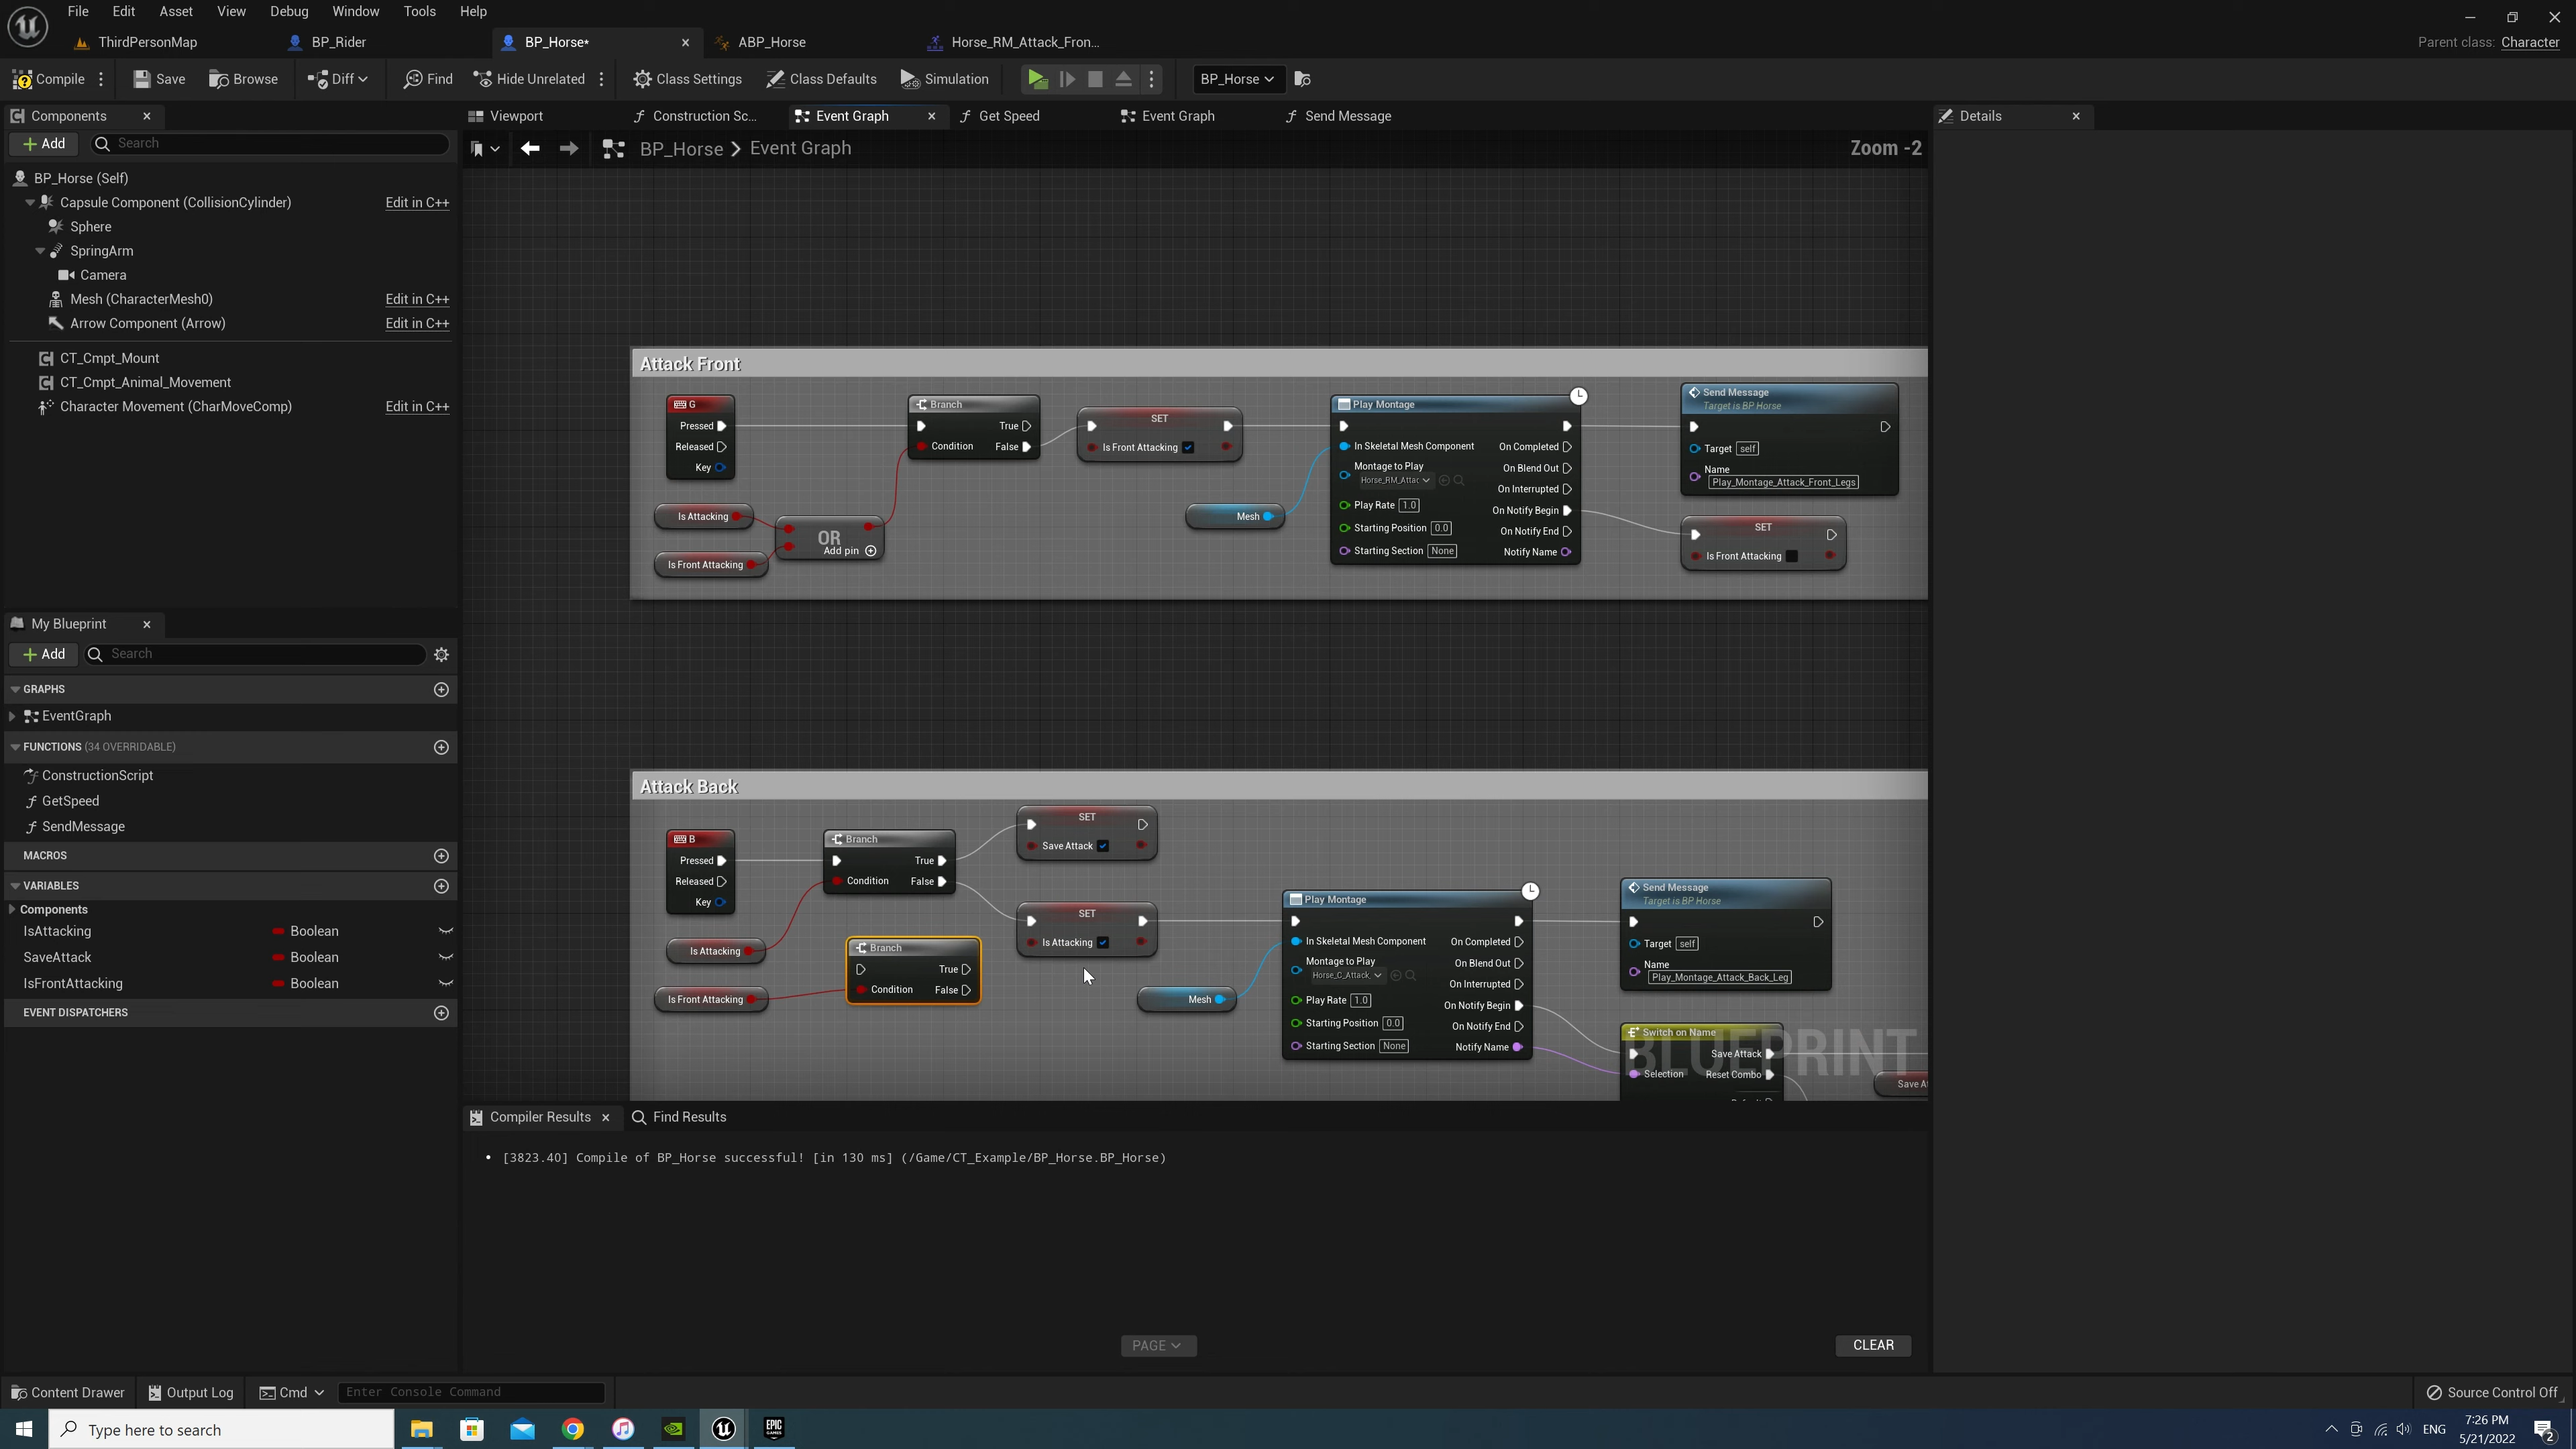 File Edit Asset View Debug Window Tools Help
ThirdPersonMap BP_Rider BP_Horse* ABP_Horse Horse_RM_Attack_Fron...
Parent class: Character
Compile Save Browse Diff Find Hide Unrelated Class Settings Class Defaults Simulation BP_Horse
Components
Add Search
BP_Horse (Self)
Capsule Component (CollisionCylinder) Edit in C++
Sphere
SpringArm
Camera
Mesh (CharacterMesh0) Edit in C++
Arrow Component (Arrow) Edit in C++
CT_Cmpt_Mount
CT_Cmpt_Animal_Movement
Character Movement (CharMoveComp) Edit in C++
My Blueprint
Add Search
GRAPHS
EventGraph
FUNCTIONS (34 OVERRIDABLE)
ConstructionScript
GetSpeed
SendMessage
MACROS
VARIABLES
Components
IsAttacking Boolean
SaveAttack Boolean
IsFrontAttacking Boolean
EVENT DISPATCHERS
Viewport Construction Sc... Event Graph Get Speed Event Graph Send Message
BP_Horse > Event Graph
Zoom -2
Attack Front
G
Pressed
Released
Key
Is Attacking
Is Front Attacking
OR
Add pin
Branch
True
Condition False
SET
Is Front Attacking
Mesh
Play Montage
In Skeletal Mesh Component On Completed
Montage to Play On Blend Out
Horse_RM_Attac
On Interrupted
Play Rate 1.0 On Notify Begin
Starting Position 0.0 On Notify End
Starting Section None Notify Name
Send Message
Target is BP Horse
Target self
Name
Play_Montage_Attack_Front_Legs
SET
Is Front Attacking
Attack Back
B
Pressed
Released
Key
Is Attacking
Is Front Attacking
Branch
True
Condition False
Branch
True
Condition False
SET
Save Attack
SET
Is Attacking
Mesh
Play Montage
In Skeletal Mesh Component On Completed
Montage to Play On Blend Out
Horse_C_Attack_
On Interrupted
Play Rate 1.0 On Notify Begin
Starting Position 0.0 On Notify End
Starting Section None Notify Name
Send Message
Target is BP Horse
Target self
Name
Play_Montage_Attack_Back_Leg
Switch on Name
Save Attack
Selection Reset Combo
Save At
BLUEPRINT
Details
Compiler Results Find Results
• [3823.40] Compile of BP_Horse successful! [in 130 ms] (/Game/CT_Example/BP_Horse.BP_Horse)
PAGE CLEAR
Content Drawer Output Log Cmd Enter Console Command Source Control Off
Type here to search
EPIC GAMES
ENG
7:26 PM
5/21/2022
2